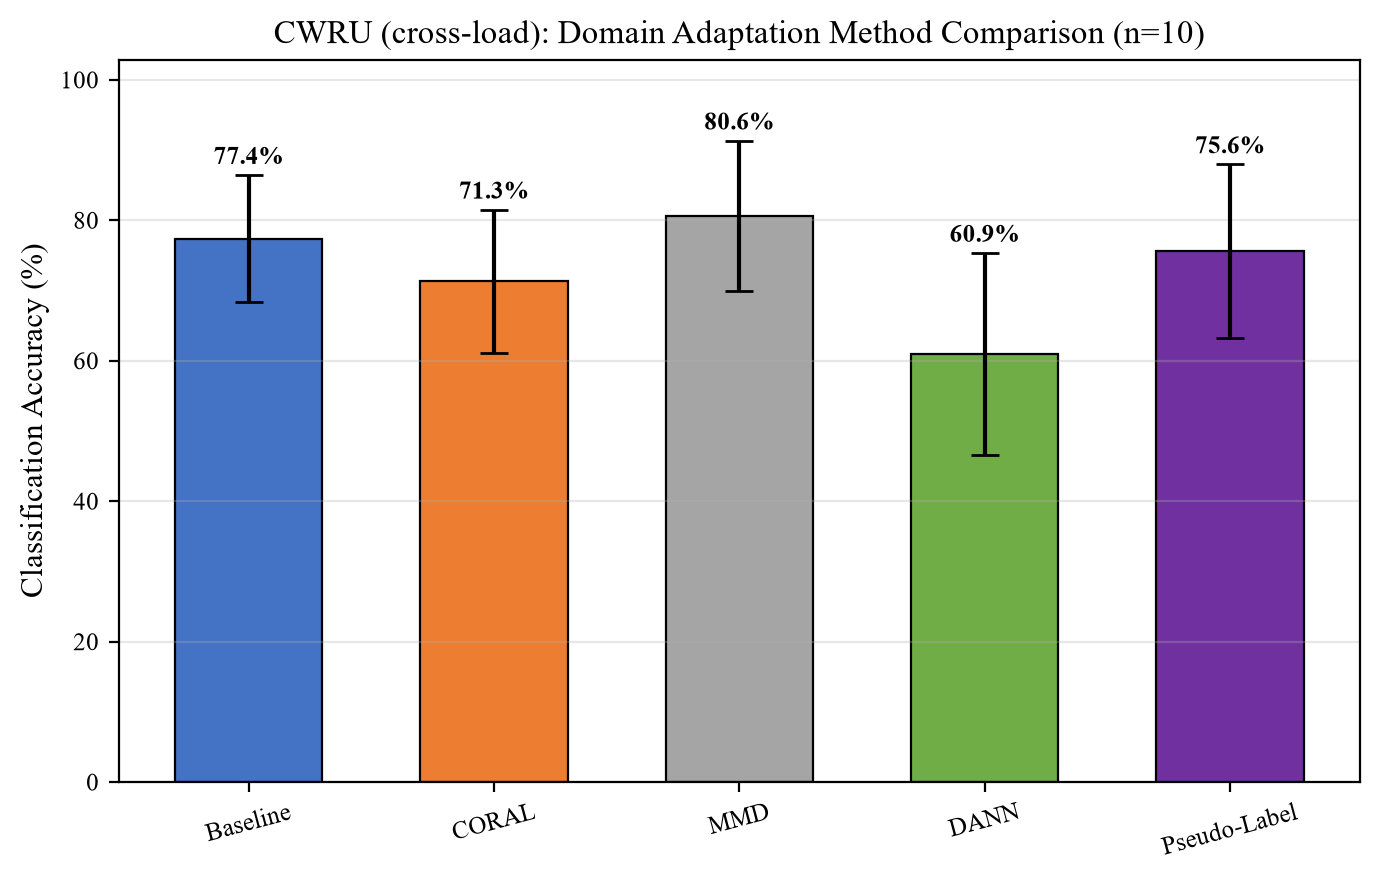 CWRU (cross-load): Domain Adaptation Method Comparison (n=10)
Classification Accuracy (%)
100
80
60
40
20
0
77.4%
71.3%
80.6%
60.9%
75.6%
Baseline
CORAL
MMD
DANN
Pseudo-Label